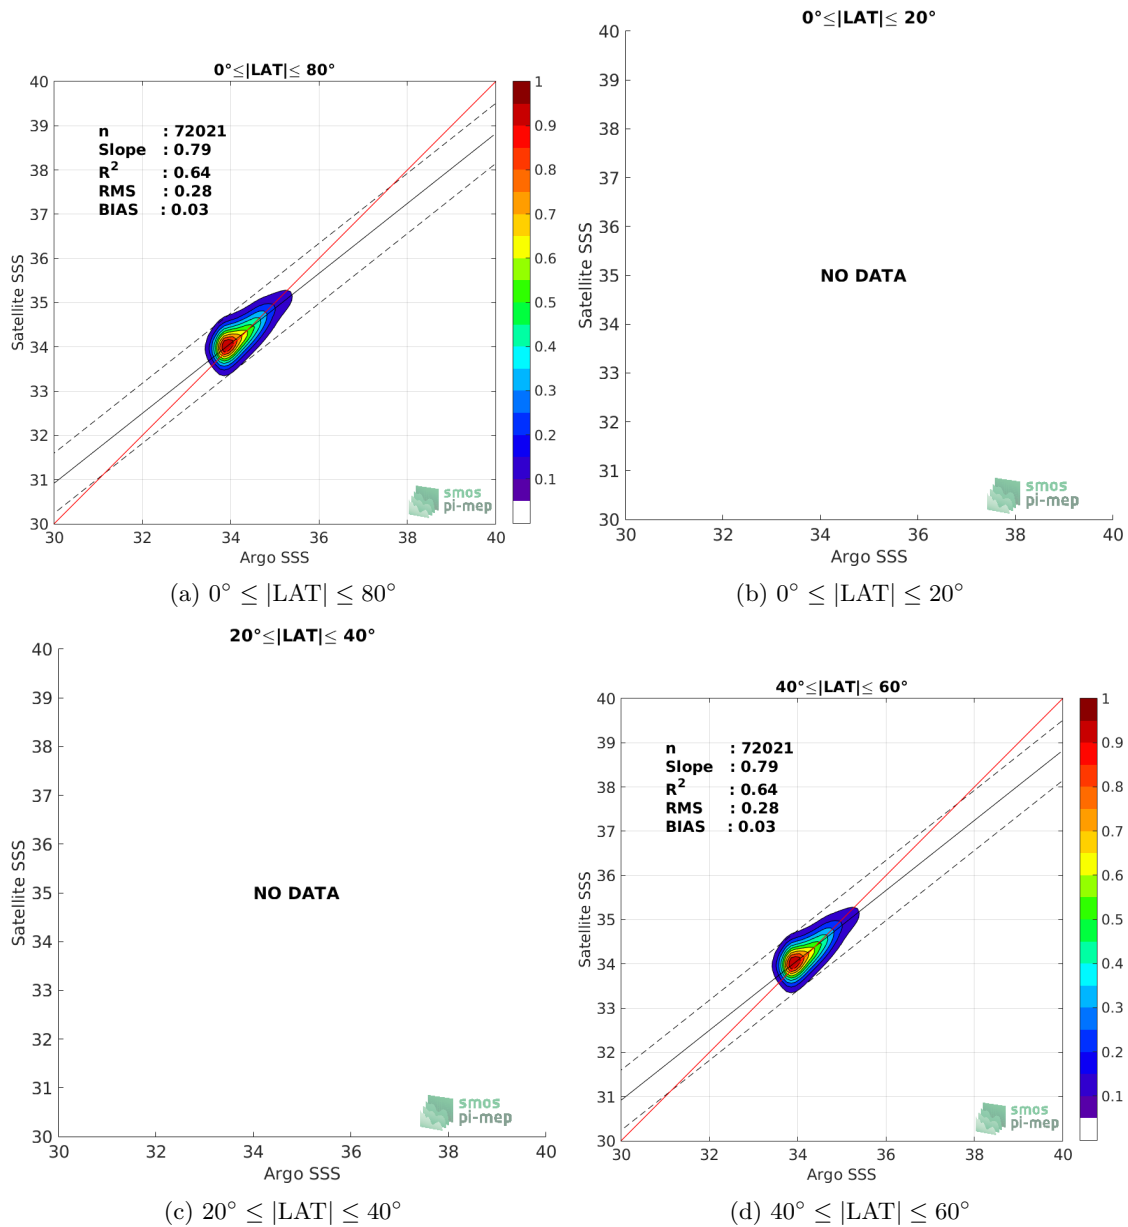 0°≤|LAT|≤ 80°
40
39
38
37
36
35
34
33
32
31
30
n : 72021
Slope : 0.79
R² : 0.64
RMS : 0.28
BIAS : 0.03
Satellite SSS
smos
pi-mep
30 32 34 36 38 40
Argo SSS
1
0.9
0.8
0.7
0.6
0.5
0.4
0.3
0.2
0.1
(a) 0° ≤ |LAT| ≤ 80°
0°≤|LAT|≤ 20°
40
39
38
37
36
35
34
33
32
31
30
Satellite SSS
NO DATA
smos
pi-mep
30 32 34 36 38 40
Argo SSS
(b) 0° ≤ |LAT| ≤ 20°
20°≤|LAT|≤ 40°
40
39
38
37
36
35
34
33
32
31
30
Satellite SSS
NO DATA
smos
pi-mep
30 32 34 36 38 40
Argo SSS
(c) 20° ≤ |LAT| ≤ 40°
40°≤|LAT|≤ 60°
40
39
38
37
36
35
34
33
32
31
30
n : 72021
Slope : 0.79
R² : 0.64
RMS : 0.28
BIAS : 0.03
Satellite SSS
smos
pi-mep
30 32 34 36 38 40
Argo SSS
1
0.9
0.8
0.7
0.6
0.5
0.4
0.3
0.2
0.1
(d) 40° ≤ |LAT| ≤ 60°